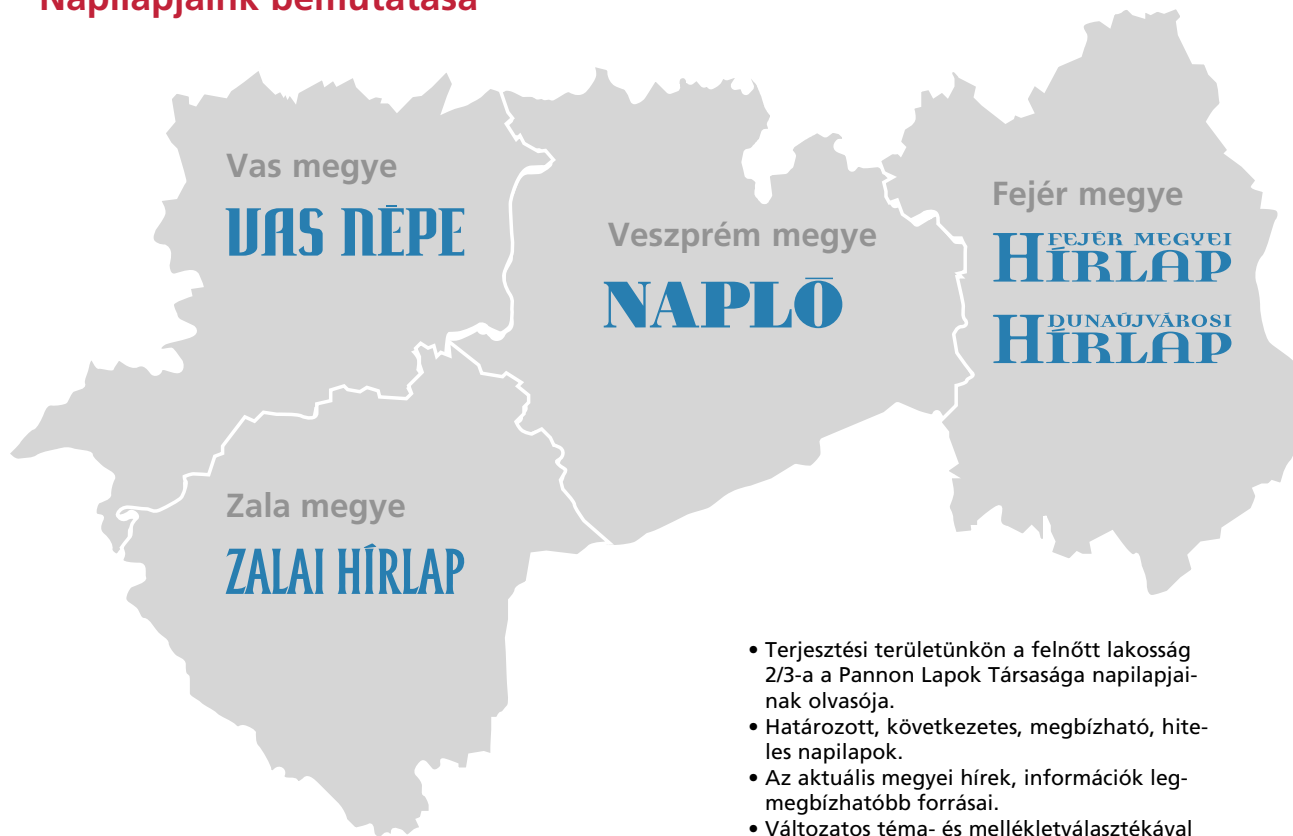 Napilapjaink bemutatása
Vas megye
VAS NÉPE
Veszprém megye
NAPLÓ
Fejér megye
FEJÉR MEGYEI
HÍRLAP
DUNAÚJVÁROSI
HÍRLAP
Zala megye
ZALAI HÍRLAP
• Terjesztési területünkön a felnőtt lakosság
2/3-a a Pannon Lapok Társasága napilapjai-
nak olvasója.
• Határozott, következetes, megbízható, hite-
les napilapok.
• Az aktuális megyei hírek, információk leg-
megbízhatóbb forrásai.
• Változatos téma- és mellékletválasztékával